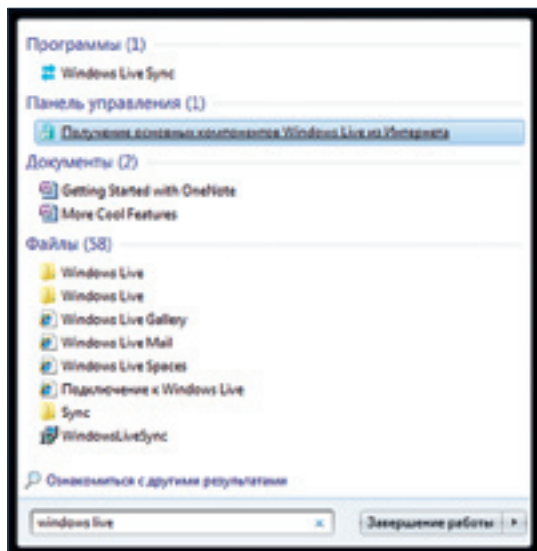 Программы (1)
Windows Live Sync
Панель управления (1)
Получение основных компонентов Windows Live из Интернета
Документы (2)
Getting Started with OneNote
More Cool Features
Файлы (58)
Windows Live
Windows Live
Windows Live Gallery
Windows Live Mail
Windows Live Spaces
Подключение к Windows Live
Sync
WindowsLiveSync
Ознакомиться с другими результатами
windows live
Завершение работы